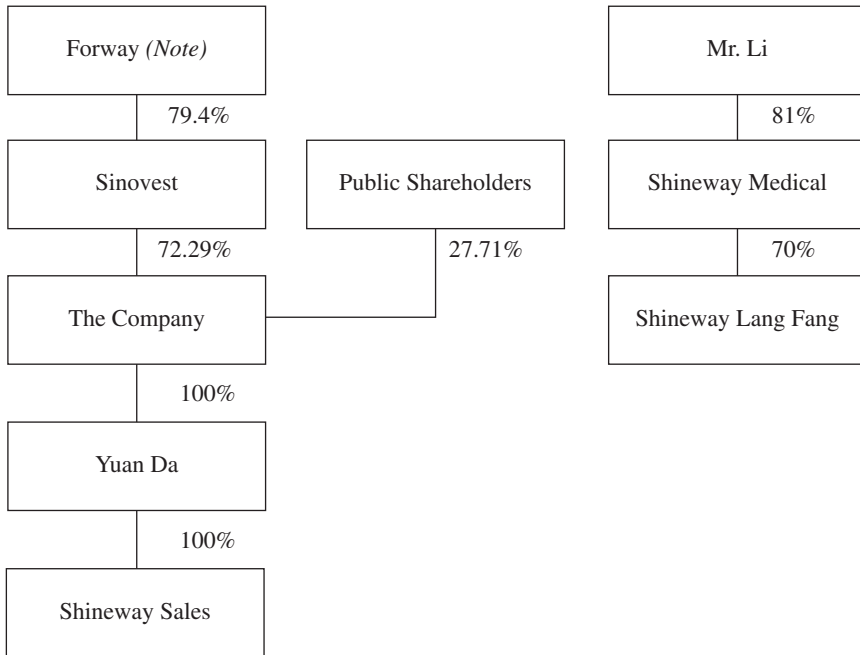 Forway (Note)
Mr. Li
79.4%
81%
Sinovest
Public Shareholders
Shineway Medical
72.29%
27.71%
70%
The Company
Shineway Lang Fang
100%
Yuan Da
100%
Shineway Sales